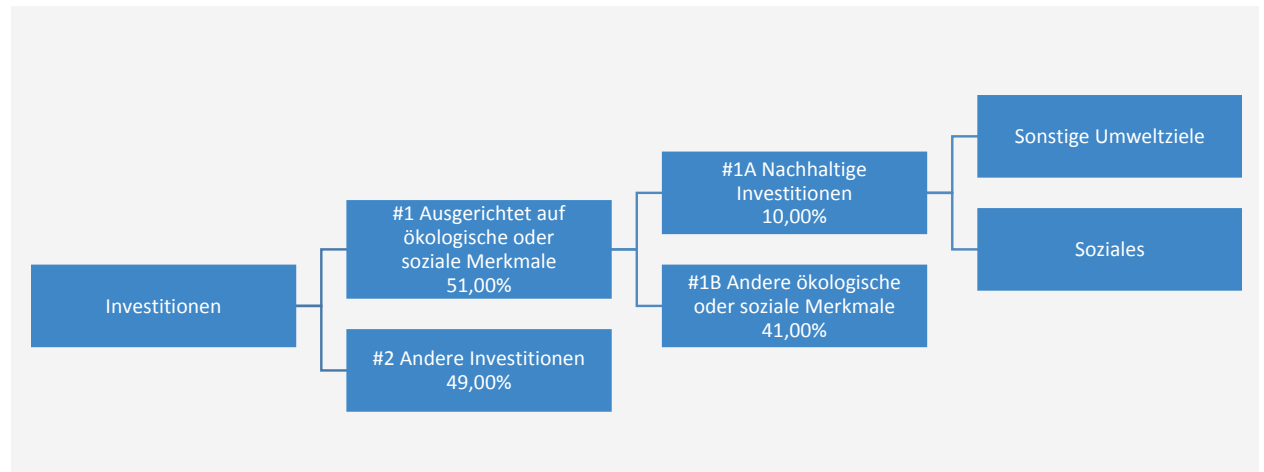 Investitionen
#1 Ausgerichtet auf
ökologische oder
soziale Merkmale
51,00%
#2 Andere Investitionen
49,00%
#1A Nachhaltige
Investitionen
10,00%
#1B Andere ökologische
oder soziale Merkmale
41,00%
Sonstige Umweltziele
Soziales